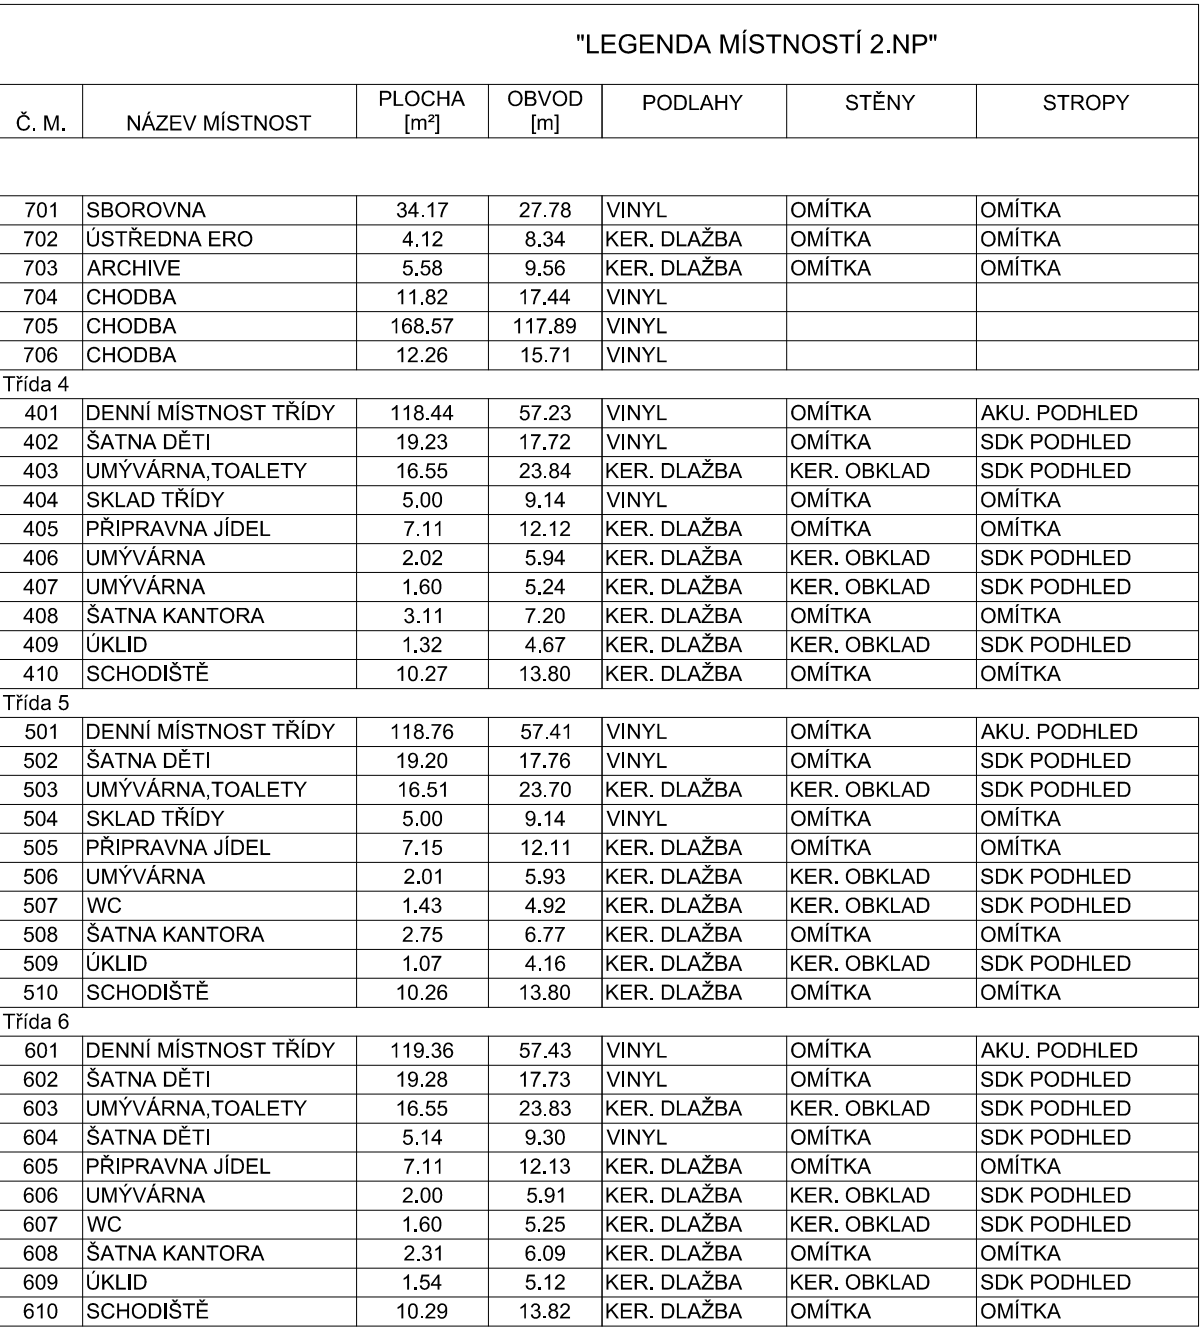 "LEGENDA MÍSTNOSTÍ 2.NP"
Č. M. NÁZEV MÍSTNOST PLOCHA [m²] OBVOD [m] PODLAHY STĚNY STROPY
701 SBOROVNA 34.17 27.78 VINYL OMÍTKA OMÍTKA
702 ÚSTŘEDNA ERO 4.12 8.34 KER. DLAŽBA OMÍTKA OMÍTKA
703 ARCHIVE 5.58 9.56 KER. DLAŽBA OMÍTKA OMÍTKA
704 CHODBA 11.82 17.44 VINYL
705 CHODBA 168.57 117.89 VINYL
706 CHODBA 12.26 15.71 VINYL
Třída 4
401 DENNÍ MÍSTNOST TŘÍDY 118.44 57.23 VINYL OMÍTKA AKU. PODHLED
402 ŠATNA DĚTI 19.23 17.72 VINYL OMÍTKA SDK PODHLED
403 UMÝVÁRNA,TOALETY 16.55 23.84 KER. DLAŽBA KER. OBKLAD SDK PODHLED
404 SKLAD TŘÍDY 5.00 9.14 VINYL OMÍTKA OMÍTKA
405 PŘIPRAVNA JÍDEL 7.11 12.12 KER. DLAŽBA OMÍTKA OMÍTKA
406 UMÝVÁRNA 2.02 5.94 KER. DLAŽBA KER. OBKLAD SDK PODHLED
407 UMÝVÁRNA 1.60 5.24 KER. DLAŽBA KER. OBKLAD SDK PODHLED
408 ŠATNA KANTORA 3.11 7.20 KER. DLAŽBA OMÍTKA OMÍTKA
409 ÚKLID 1.32 4.67 KER. DLAŽBA KER. OBKLAD SDK PODHLED
410 SCHODIŠTĚ 10.27 13.80 KER. DLAŽBA OMÍTKA OMÍTKA
Třída 5
501 DENNÍ MÍSTNOST TŘÍDY 118.76 57.41 VINYL OMÍTKA AKU. PODHLED
502 ŠATNA DĚTI 19.20 17.76 VINYL OMÍTKA SDK PODHLED
503 UMÝVÁRNA,TOALETY 16.51 23.70 KER. DLAŽBA KER. OBKLAD SDK PODHLED
504 SKLAD TŘÍDY 5.00 9.14 VINYL OMÍTKA OMÍTKA
505 PŘIPRAVNA JÍDEL 7.15 12.11 KER. DLAŽBA OMÍTKA OMÍTKA
506 UMÝVÁRNA 2.01 5.93 KER. DLAŽBA KER. OBKLAD SDK PODHLED
507 WC 1.43 4.92 KER. DLAŽBA KER. OBKLAD SDK PODHLED
508 ŠATNA KANTORA 2.75 6.77 KER. DLAŽBA OMÍTKA OMÍTKA
509 ÚKLID 1.07 4.16 KER. DLAŽBA KER. OBKLAD SDK PODHLED
510 SCHODIŠTĚ 10.26 13.80 KER. DLAŽBA OMÍTKA OMÍTKA
Třída 6
601 DENNÍ MÍSTNOST TŘÍDY 119.36 57.43 VINYL OMÍTKA AKU. PODHLED
602 ŠATNA DĚTI 19.28 17.73 VINYL OMÍTKA SDK PODHLED
603 UMÝVÁRNA,TOALETY 16.55 23.83 KER. DLAŽBA KER. OBKLAD SDK PODHLED
604 ŠATNA DĚTI 5.14 9.30 VINYL OMÍTKA SDK PODHLED
605 PŘIPRAVNA JÍDEL 7.11 12.13 KER. DLAŽBA OMÍTKA OMÍTKA
606 UMÝVÁRNA 2.00 5.91 KER. DLAŽBA KER. OBKLAD SDK PODHLED
607 WC 1.60 5.25 KER. DLAŽBA KER. OBKLAD SDK PODHLED
608 ŠATNA KANTORA 2.31 6.09 KER. DLAŽBA OMÍTKA OMÍTKA
609 ÚKLID 1.54 5.12 KER. DLAŽBA KER. OBKLAD SDK PODHLED
610 SCHODIŠTĚ 10.29 13.82 KER. DLAŽBA OMÍTKA OMÍTKA